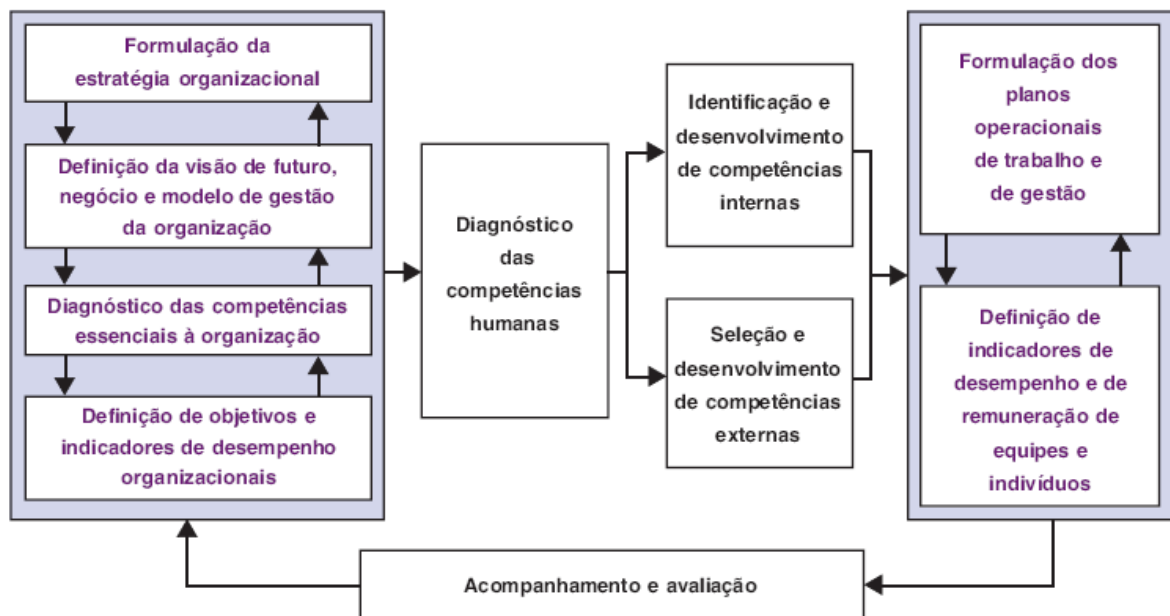 Formulação da
estratégia organizacional
Definição da visão de futuro,
negócio e modelo de gestão
da organização
Diagnóstico das competências
essenciais à organização
Definição de objetivos e
indicadores de desempenho
organizacionais
Diagnóstico
das
competências
humanas
Identificação e
desenvolvimento
de competências
internas
Seleção e
desenvolvimento
de competências
externas
Formulação dos
planos
operacionais
de trabalho e
de gestão
Definição de
indicadores de
desempenho e de
remuneração de
equipes e
indivíduos
Acompanhamento e avaliação